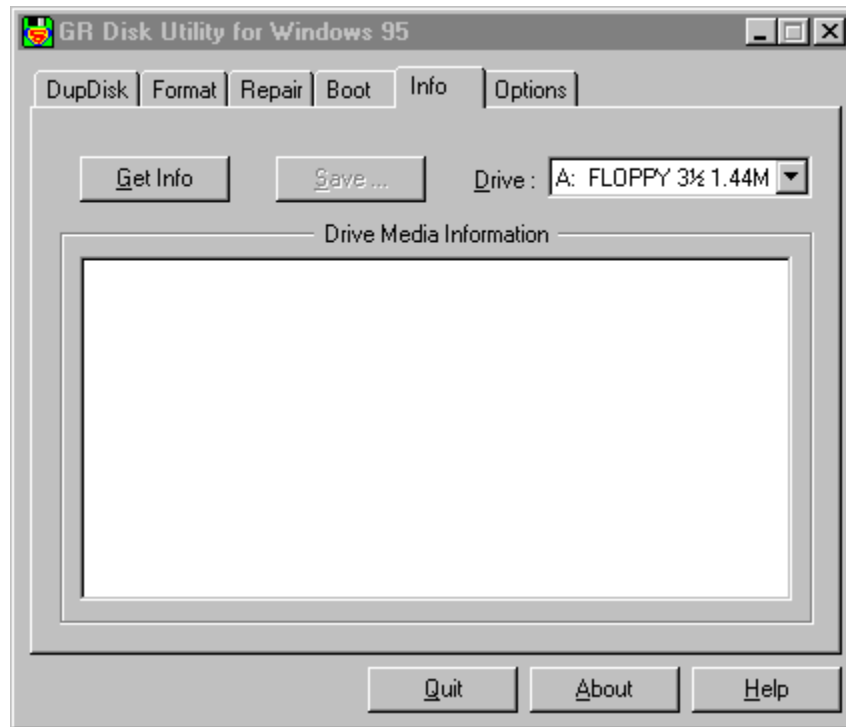 GR Disk Utility for Windows 95
DupDisk Format Repair Boot Info Options
Get Info Save ... Drive : A: FLOPPY 3½ 1.44M
Drive Media Information
Quit About Help